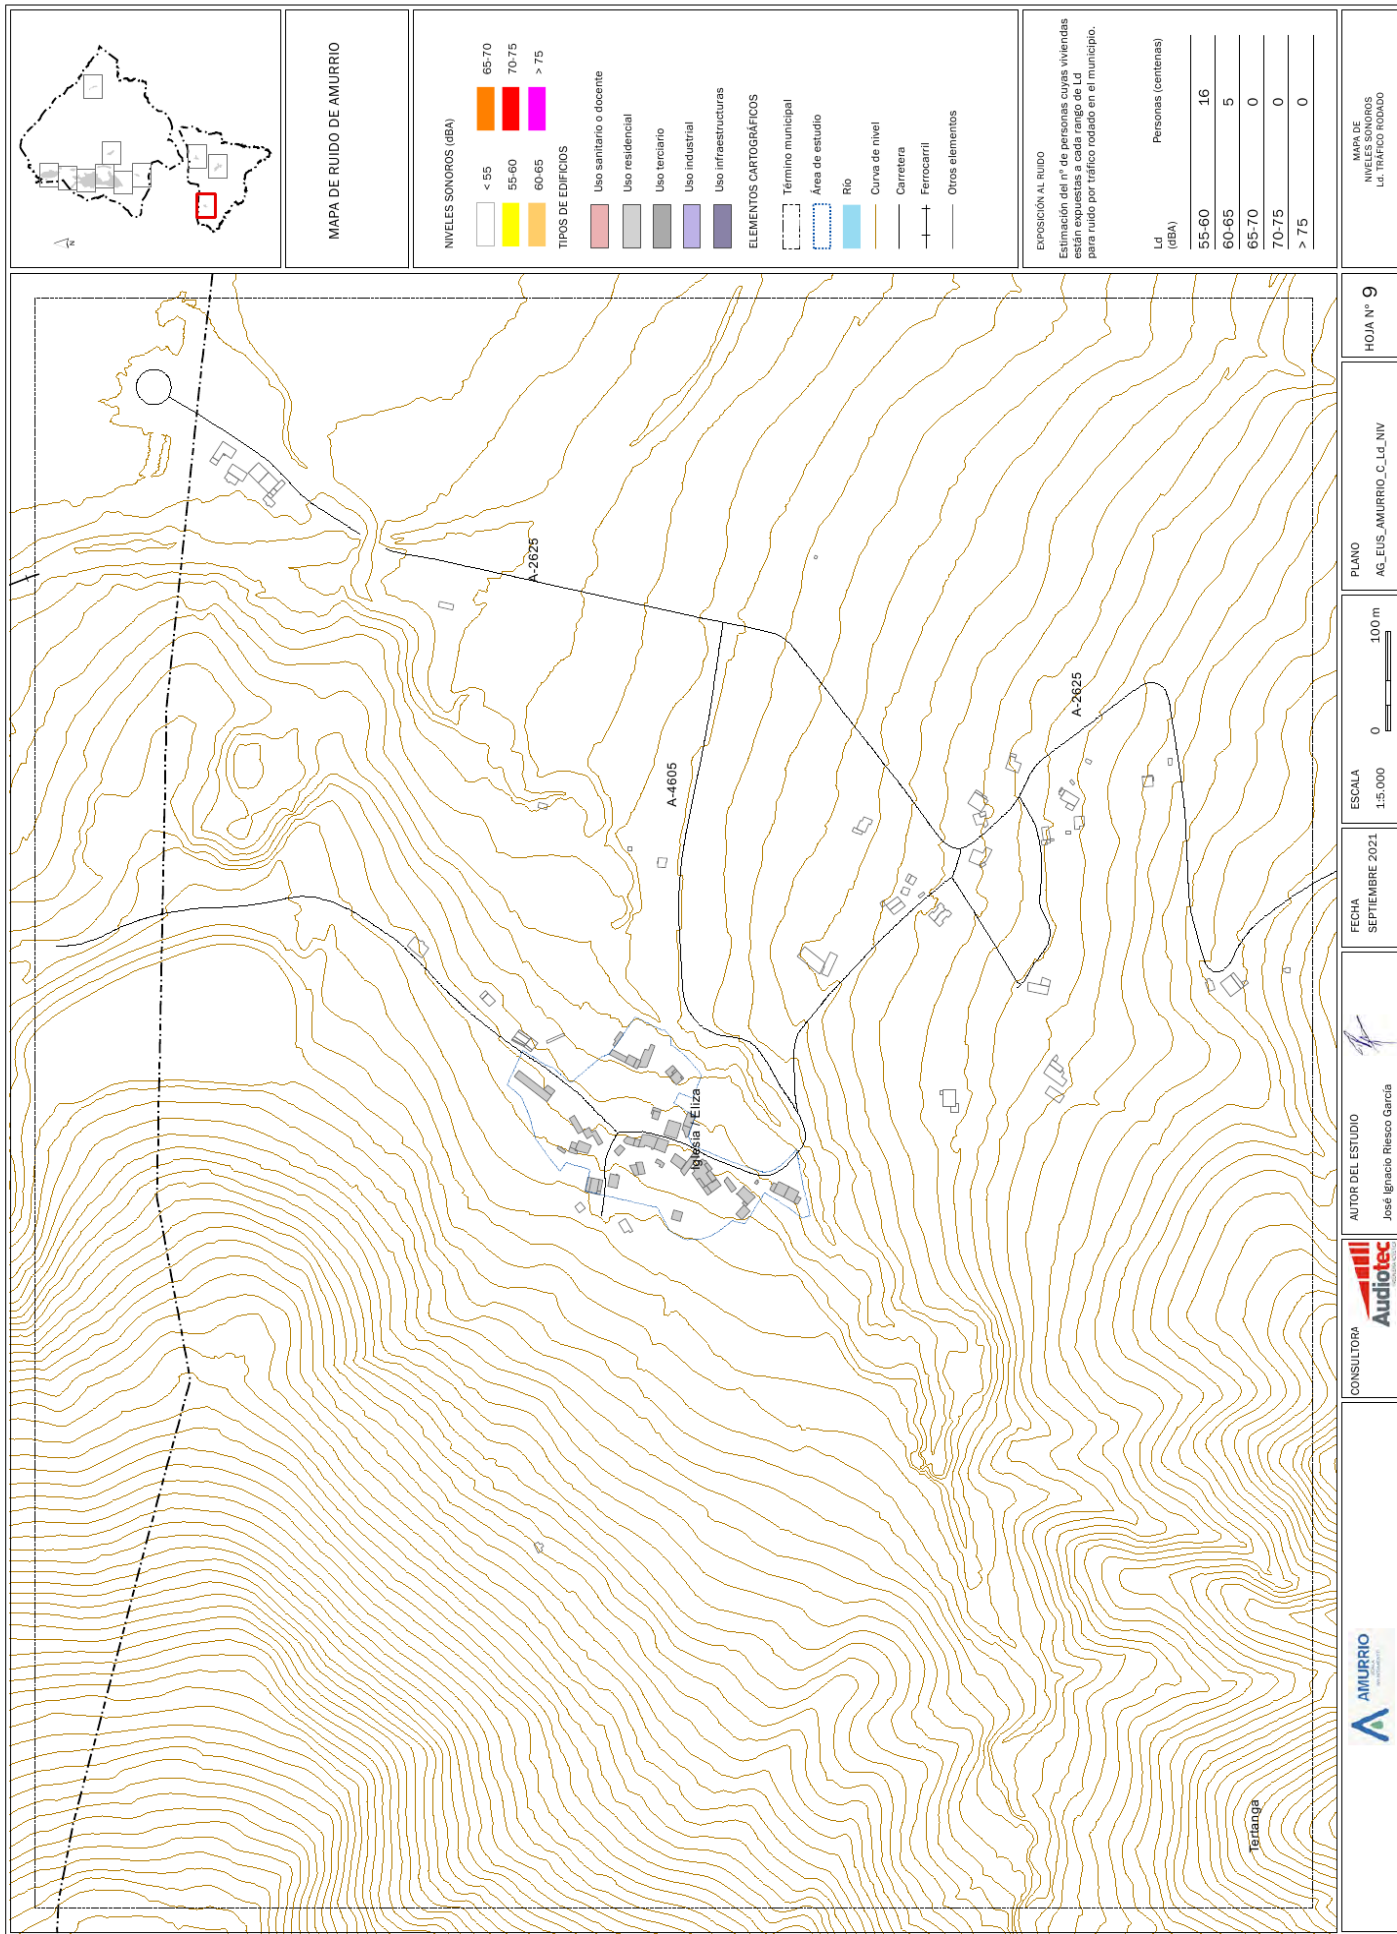 MAPA DE RUIDO DE AMURRIO
NIVELES SONOROS (dBA)
< 55
65-70
55-60
70-75
60-65
> 75
TIPOS DE EDIFICIOS
Uso sanitario o docente
Uso residencial
Uso terciario
Uso industrial
Uso infraestructuras
ELEMENTOS CARTOGRÁFICOS
Término municipal
Área de estudio
Río
Curva de nivel
Carretera
Ferrocarril
Otros elementos
EXPOSICIÓN AL RUIDO
Estimación del nº de personas cuyas viviendas
están expuestas a cada rango de Ld
para ruido por tráfico rodado en el municipio.
Ld
(dBA)
Personas (centenas)
55-60 16
60-65 5
65-70 0
70-75 0
> 75 0
MAPA DE
NIVELES SONOROS
Ld. TRÁFICO RODADO
N
A-2625
A-4605
A-2625
Iglesia / Eliza
Tertanga
AMURRIO
CONSULTORA
Audiotec
AUTOR DEL ESTUDIO
José Ignacio Riesco García
FECHA
SEPTIEMBRE 2021
ESCALA
1:5.000
0 100 m
PLANO
AG_EUS_AMURRIO_C_Ld_NIV
HOJA Nº 9